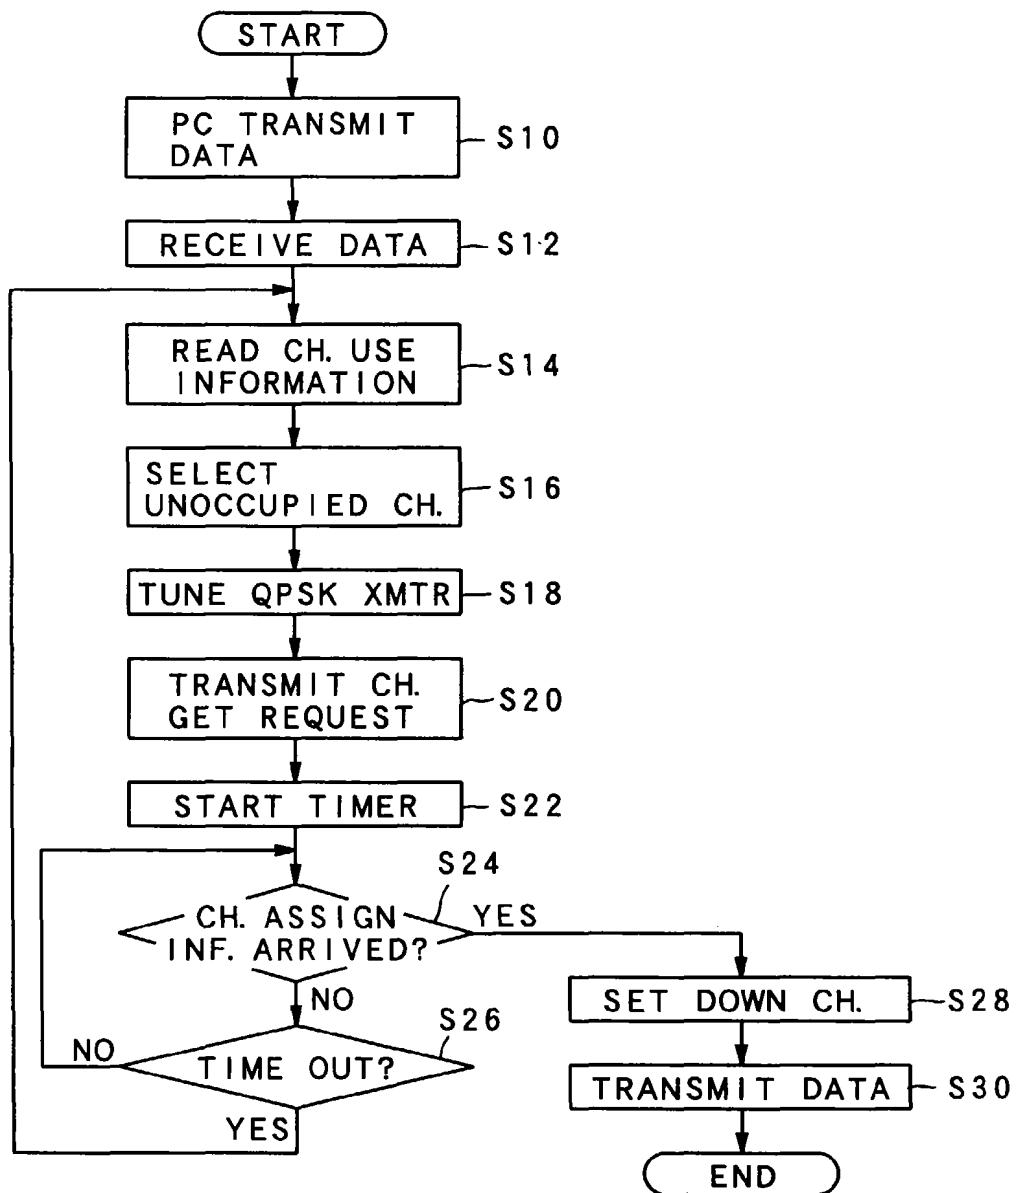 START
PC TRANSMIT
DATA
S10
RECEIVE DATA
S12
READ CH. USE
INFORMATION
S14
SELECT
UNOCCUPIED CH.
S16
TUNE QPSK XMTR
S18
TRANSMIT CH.
GET REQUEST
S20
START TIMER
S22
S24
CH. ASSIGN
INF. ARRIVED?
YES
NO
SET DOWN CH.
S28
S26
TIME OUT?
NO
YES
TRANSMIT DATA
S30
END